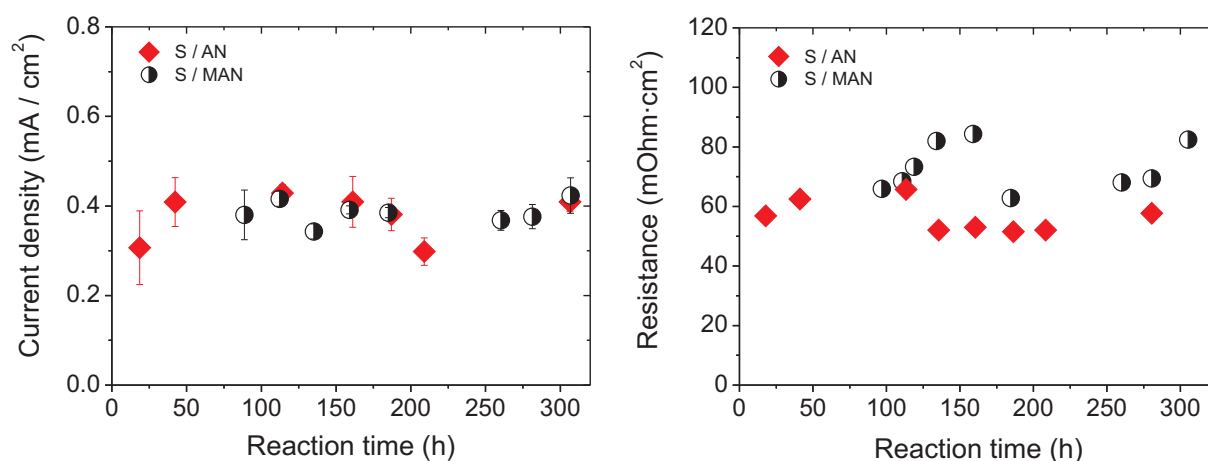 0.8
0.6
0.4
0.2
0.0
Current density (mA / cm²)
S / AN
S / MAN
0 50 100 150 200 250 300
Reaction time (h)
120
100
80
60
40
20
0
Resistance (mOhm·cm²)
S / AN
S / MAN
0 50 100 150 200 250 300
Reaction time (h)